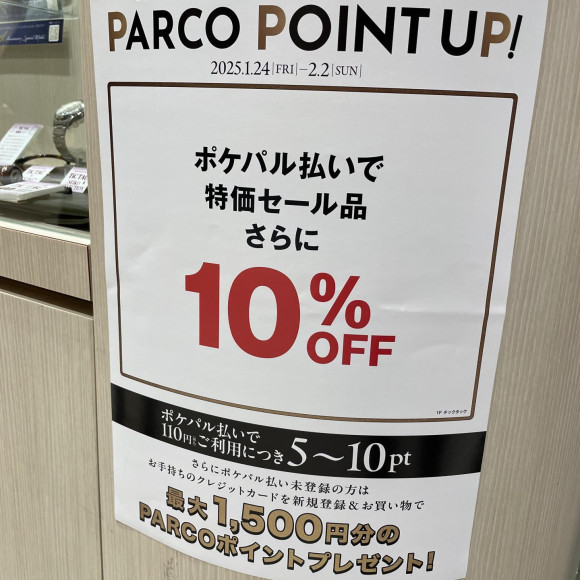 PARCO POINT UP!
2025.1.24|FRI|−2.2|SUN|
ポケパル払いで
特価セール品
さらに
10%
OFF
1F チックタック
ポケパル払いで
110円(税込)ご利用につき 5〜10pt
さらにポケパル払い未登録の方は
お手持ちのクレジットカードを新規登録&お買い物で
最大1,500円分の
PARCOポイントプレゼント!